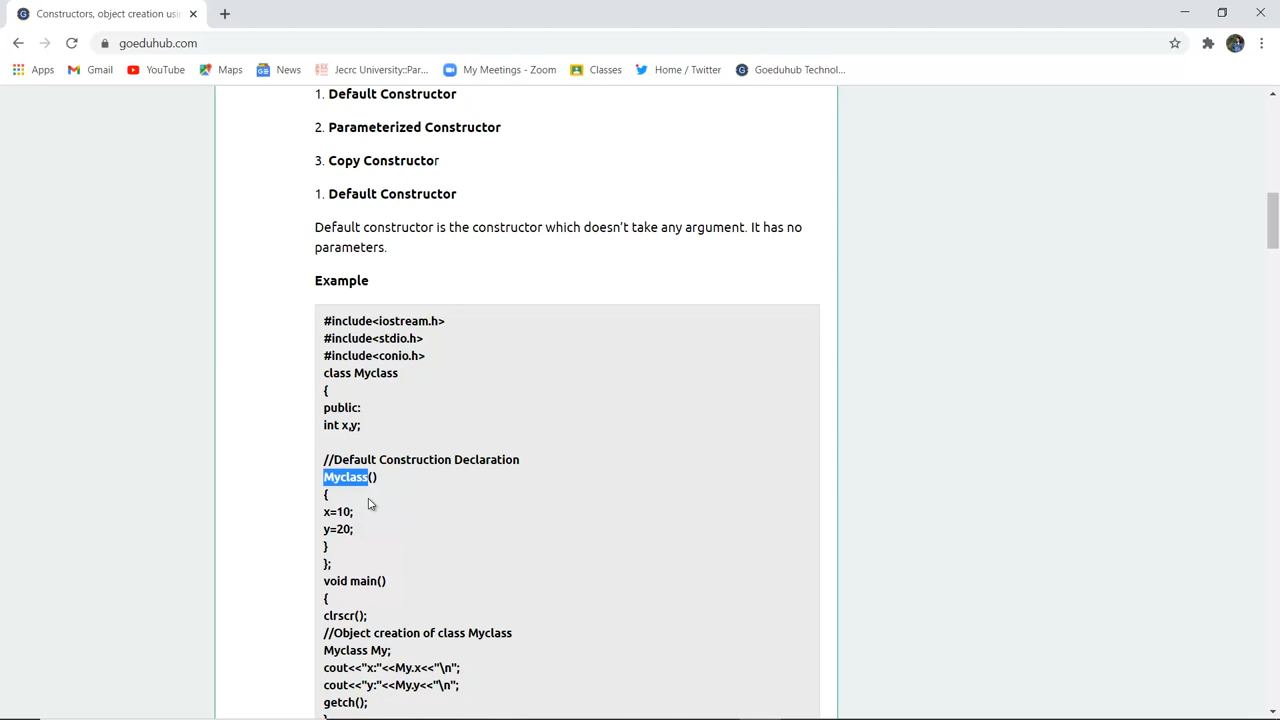 Constructors, object creation usi
goeduhub.com
Apps
Gmail
YouTube
Maps
News
Jecrc University::Par...
My Meetings - Zoom
Classes
Home / Twitter
Goeduhub Technol...
1. Default Constructor
2. Parameterized Constructor
3. Copy Constructor
1. Default Constructor
Default constructor is the constructor which doesn't take any argument. It has no
parameters.
Example
#include<iostream.h>
#include<stdio.h>
#include<conio.h>
class Myclass
{
public:
int x,y;
//Default Construction Declaration
Myclass()
{
x=10;
y=20;
}
};
void main()
{
clrscr();
//Object creation of class Myclass
Myclass My;
cout<<"x:"<<My.x<<"\n";
cout<<"y:"<<My.y<<"\n";
getch();
}